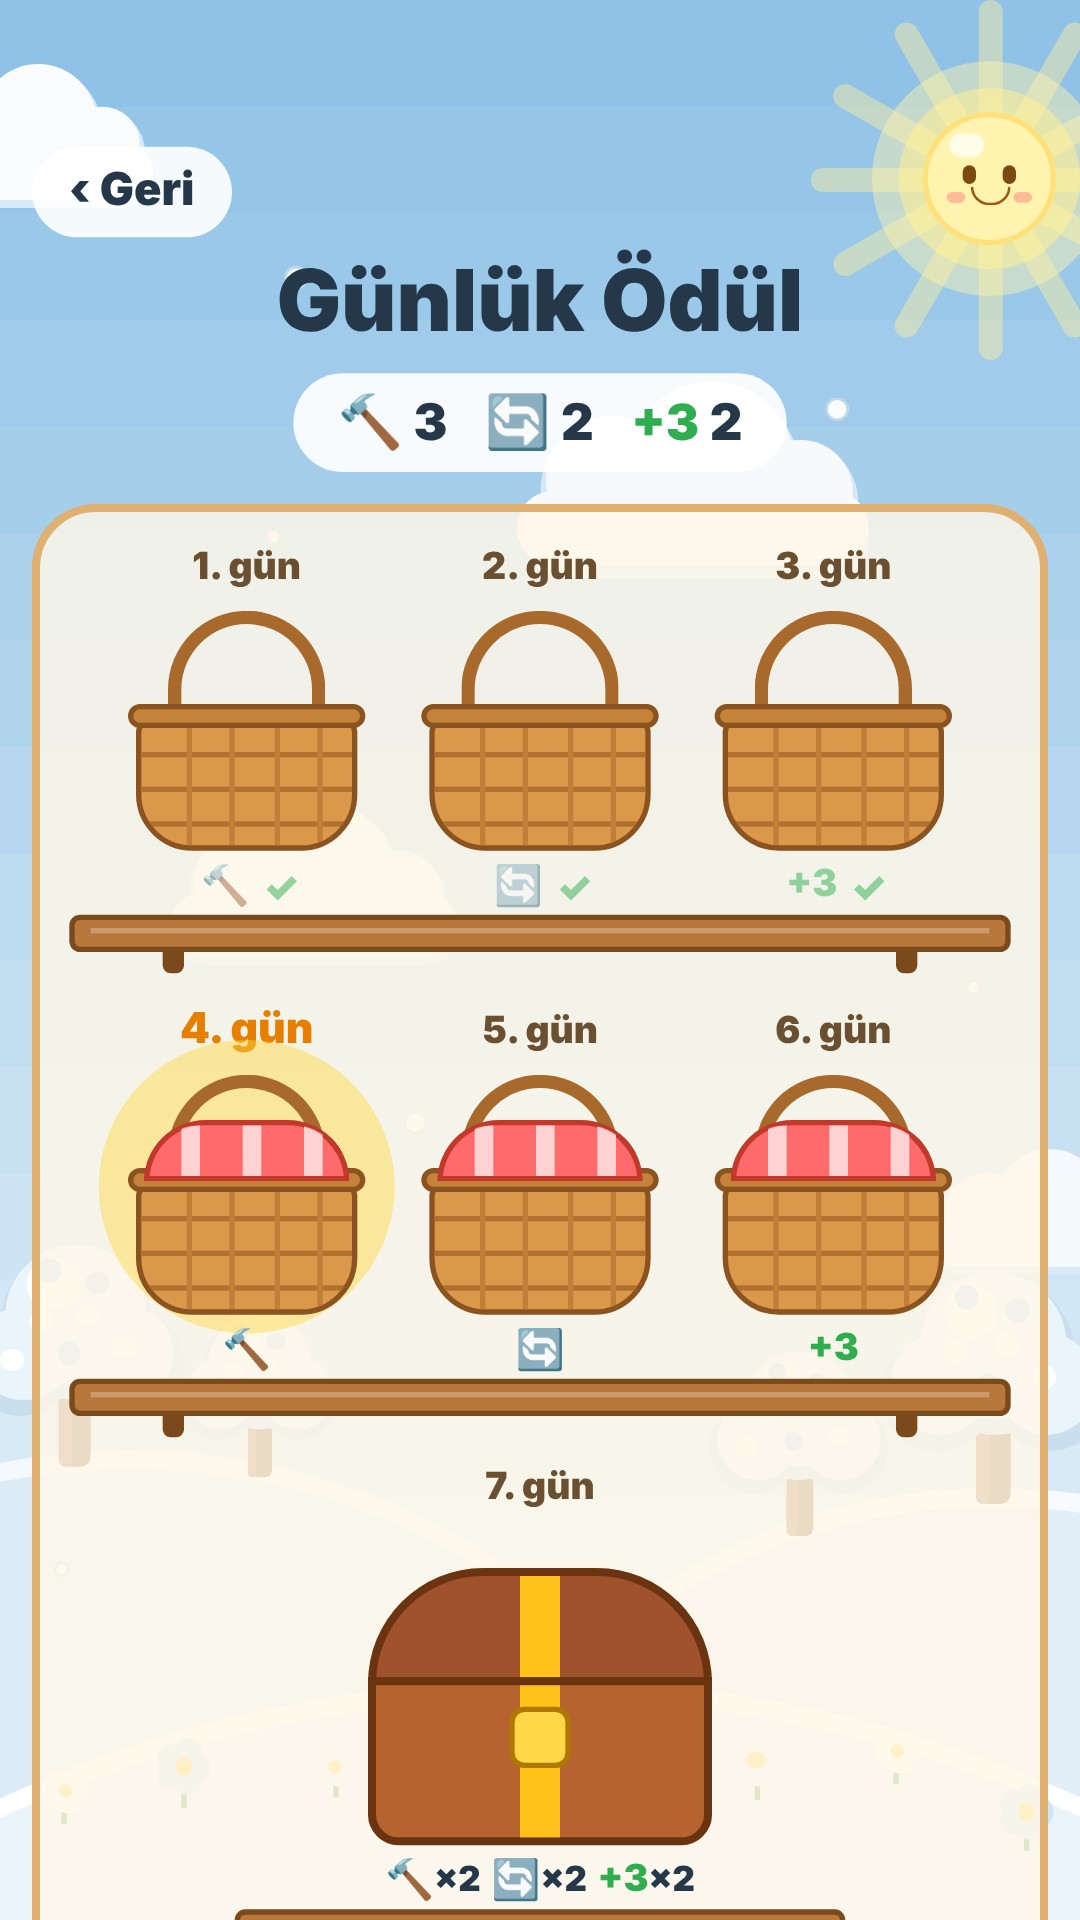 ‹ Geri
Günlük Ödül
3 2 +3 2
1. gün 2. gün 3. gün
+3
4. gün 5. gün 6. gün
+3
7. gün
×2 ×2 +3×2